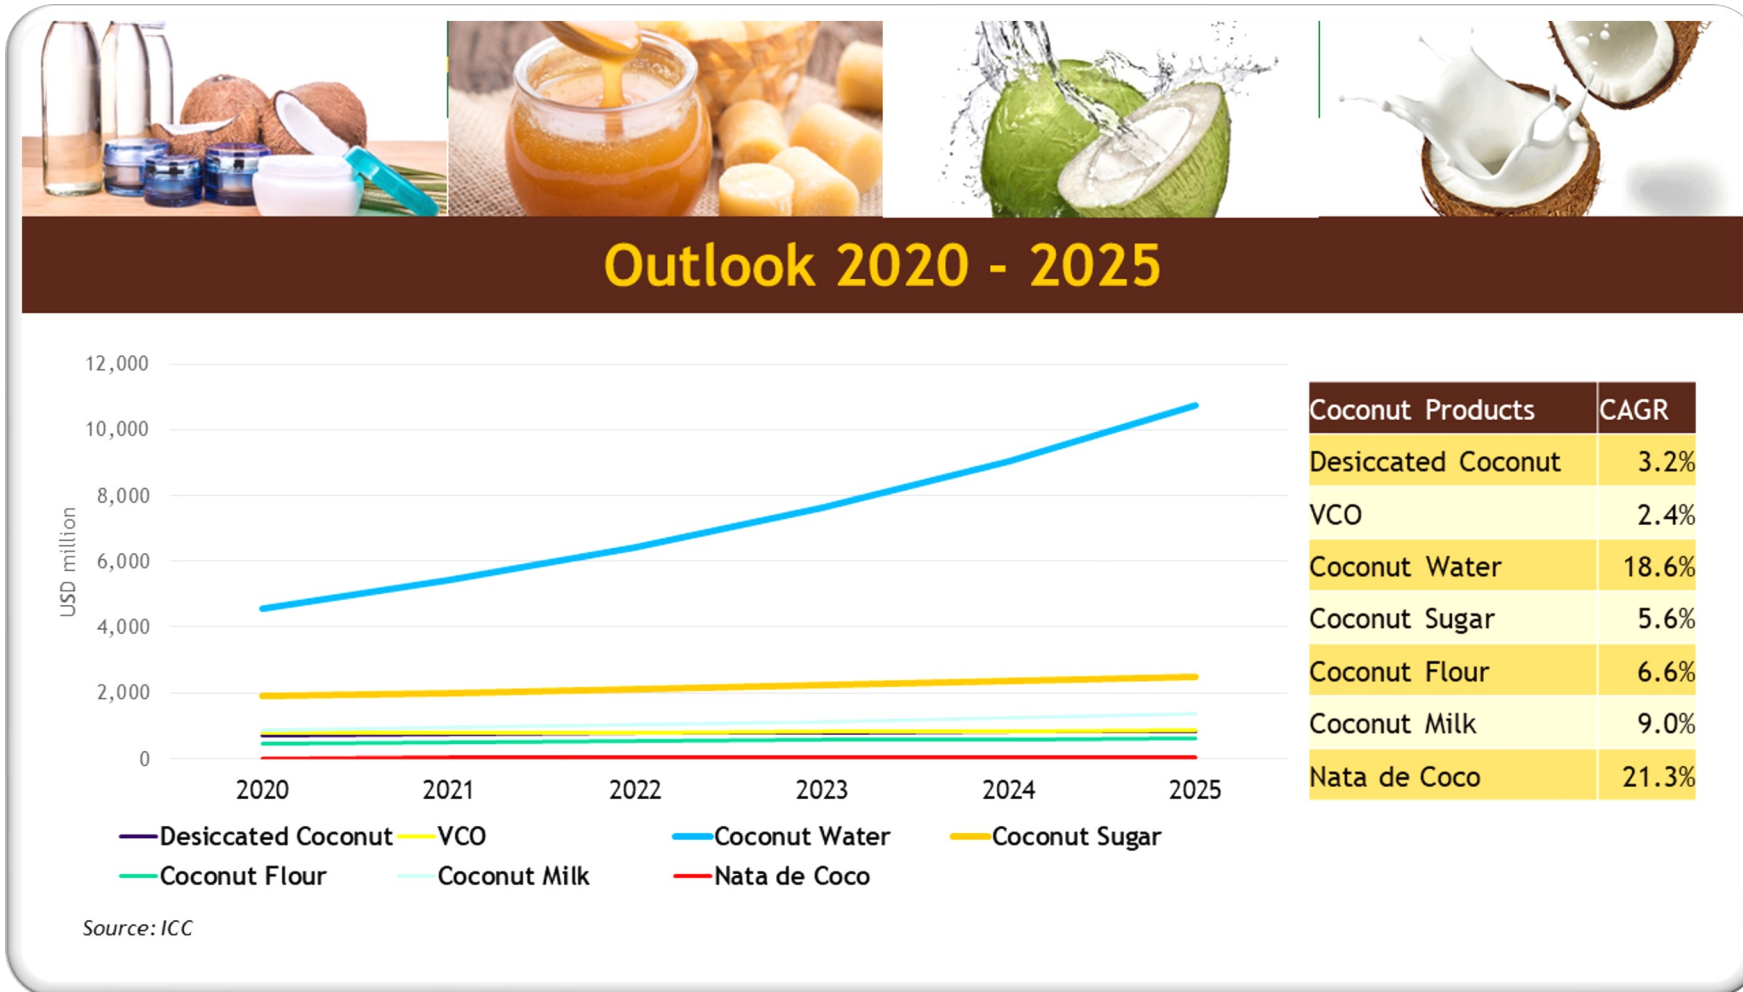 Outlook 2020 - 2025
12,000
10,000
8,000
6,000
4,000
2,000
0
USD million
2020 2021 2022 2023 2024 2025
Desiccated Coconut VCO Coconut Water Coconut Sugar
Coconut Flour Coconut Milk Nata de Coco
Source: ICC
Coconut Products CAGR
Desiccated Coconut 3.2%
VCO 2.4%
Coconut Water 18.6%
Coconut Sugar 5.6%
Coconut Flour 6.6%
Coconut Milk 9.0%
Nata de Coco 21.3%